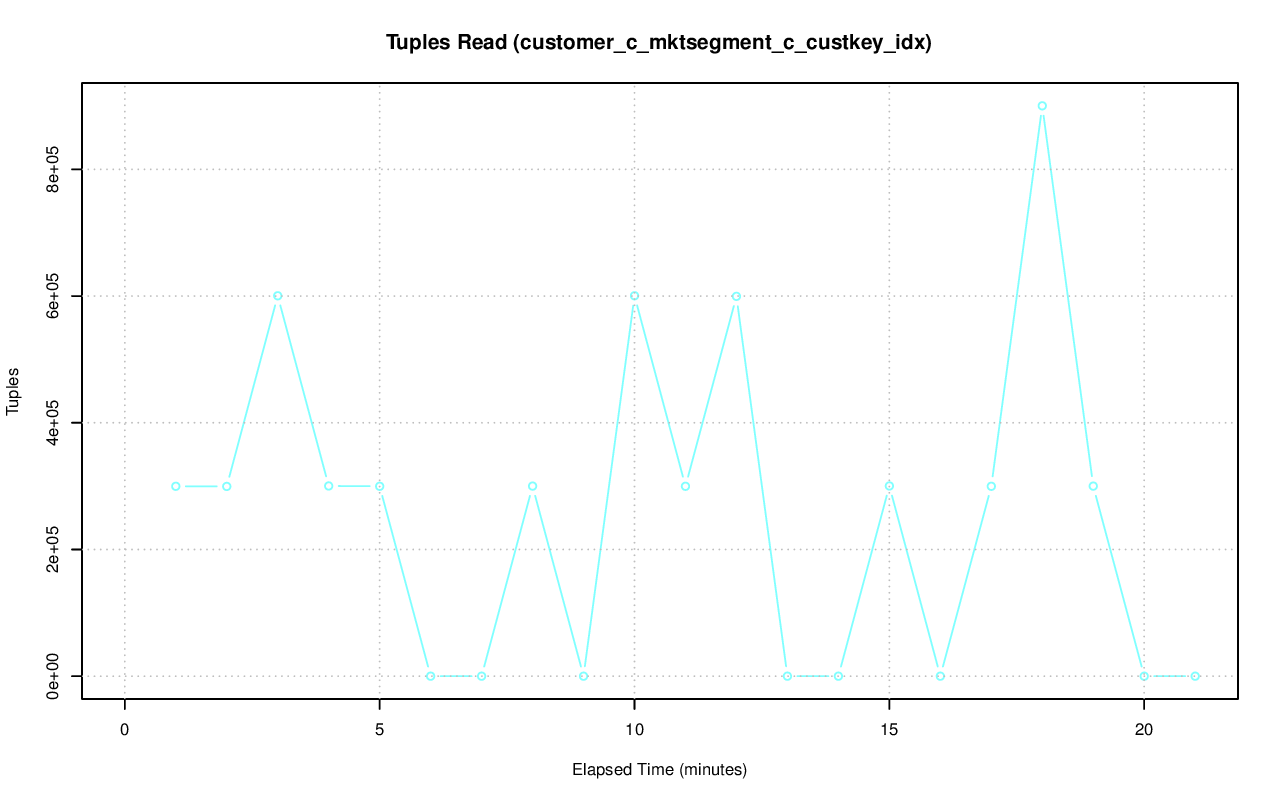 Tuples Read (customer_c_mktsegment_c_custkey_idx)
Tuples
8e+05
6e+05
4e+05
2e+05
0e+00
0 5 10 15 20
Elapsed Time (minutes)